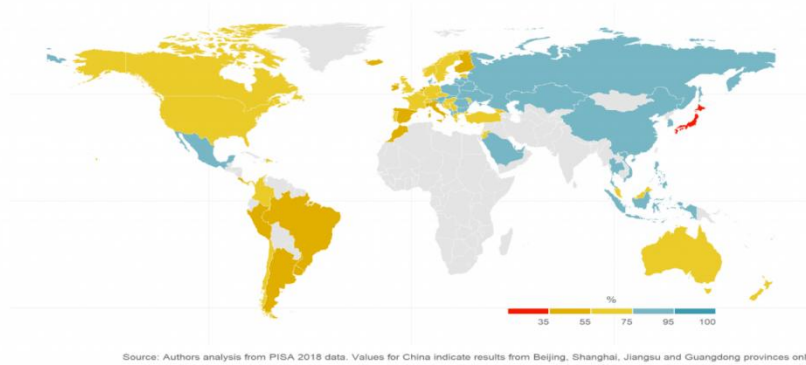 %
35 55 75 95 100
Source: Authors analysis from PISA 2018 data. Values for China indicate results from Beijing, Shanghai, Jiangsu and Guangdong provinces onl